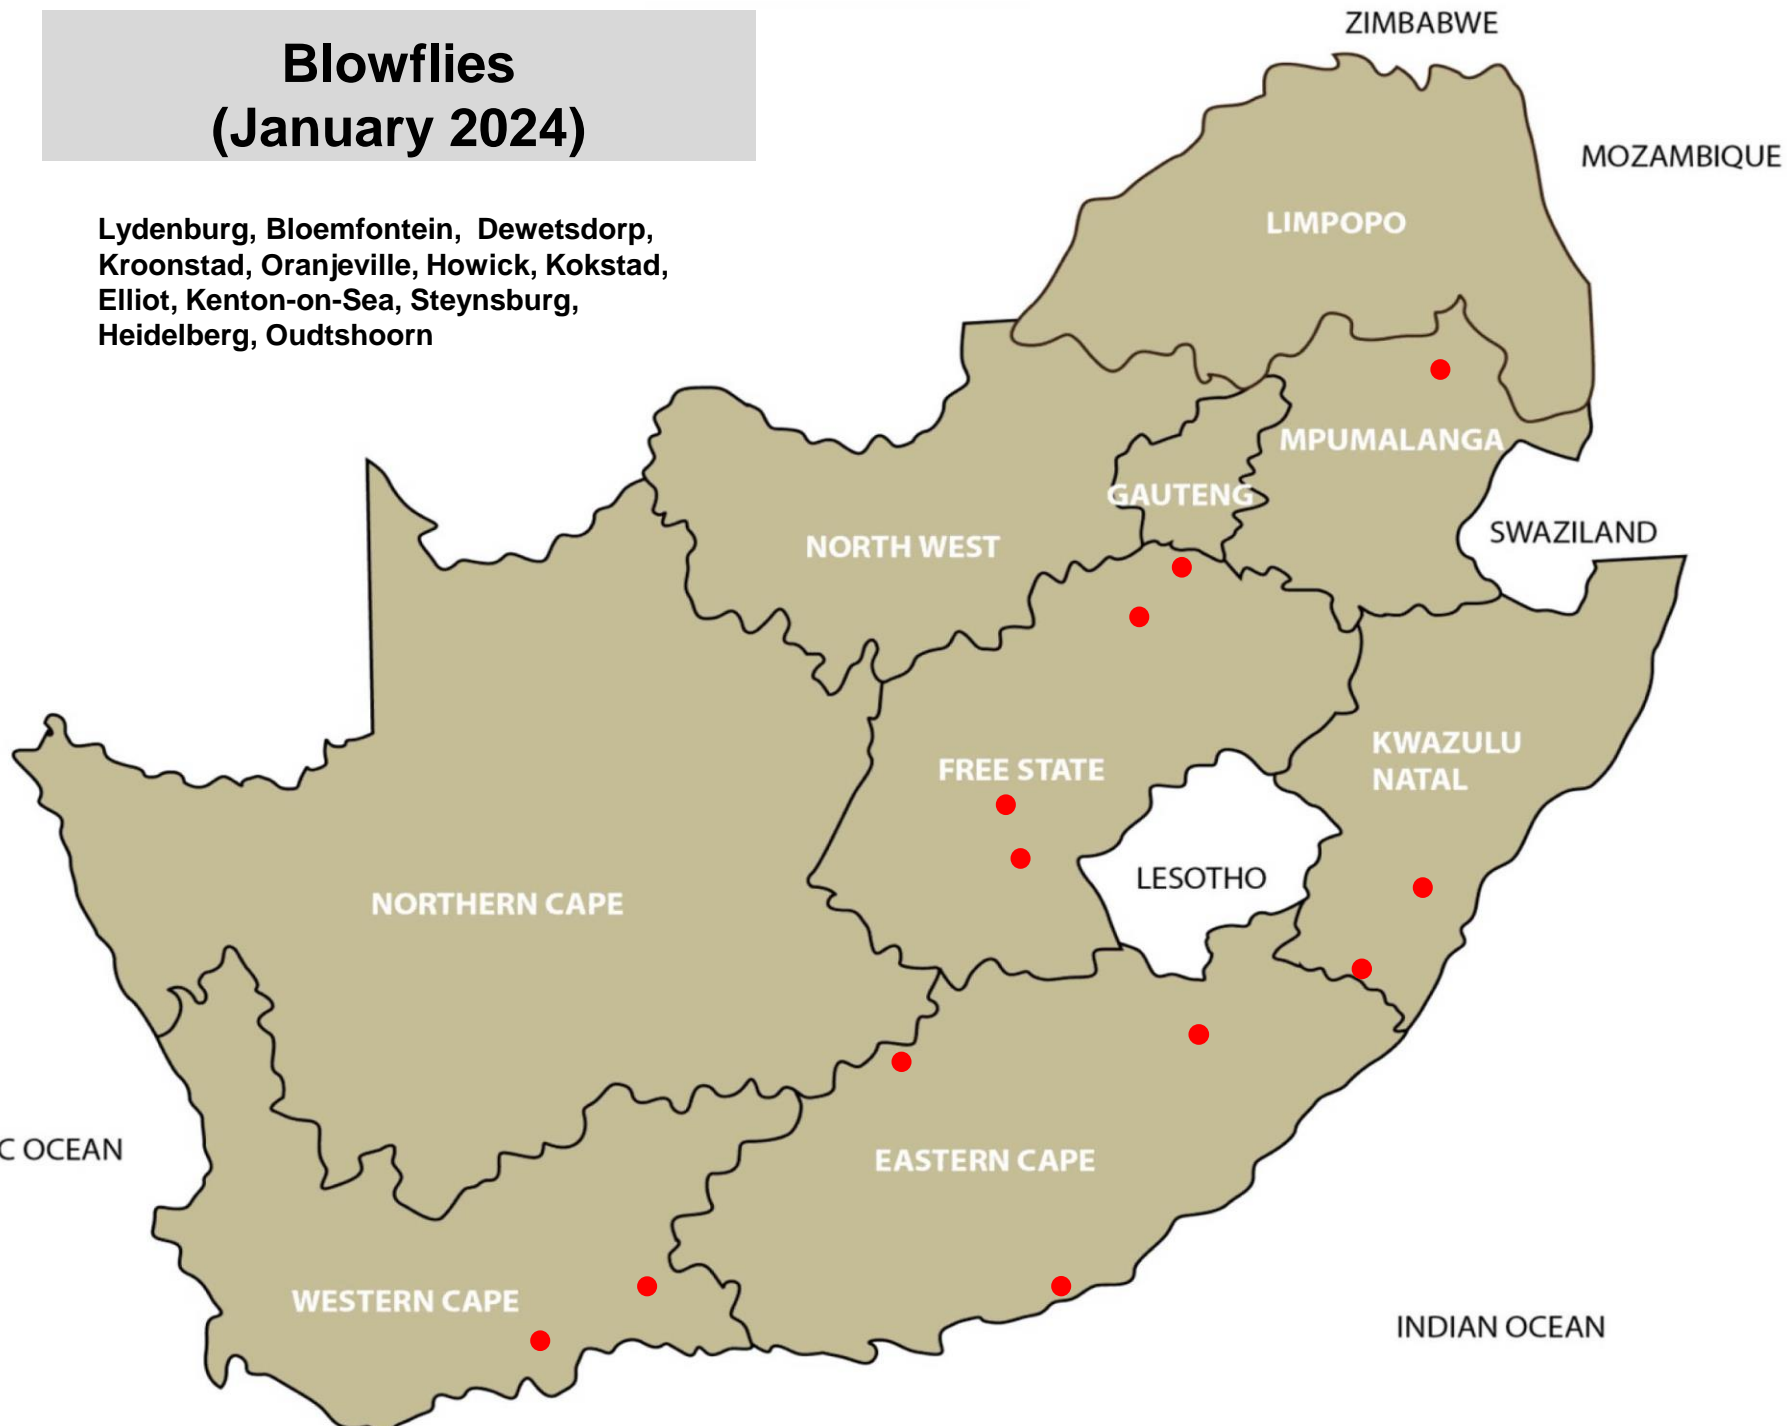 Blowflies
(January 2024)
Lydenburg, Bloemfontein, Dewetsdorp,
Kroonstad, Oranjeville, Howick, Kokstad,
Elliot, Kenton-on-Sea, Steynsburg,
Heidelberg, Oudtshoorn
ZIMBABWE
MOZAMBIQUE
LIMPOPO
MPUMALANGA
GAUTENG
NORTH WEST
SWAZILAND
KWAZULU
NATAL
FREE STATE
LESOTHO
NORTHERN CAPE
C OCEAN
EASTERN CAPE
WESTERN CAPE
INDIAN OCEAN